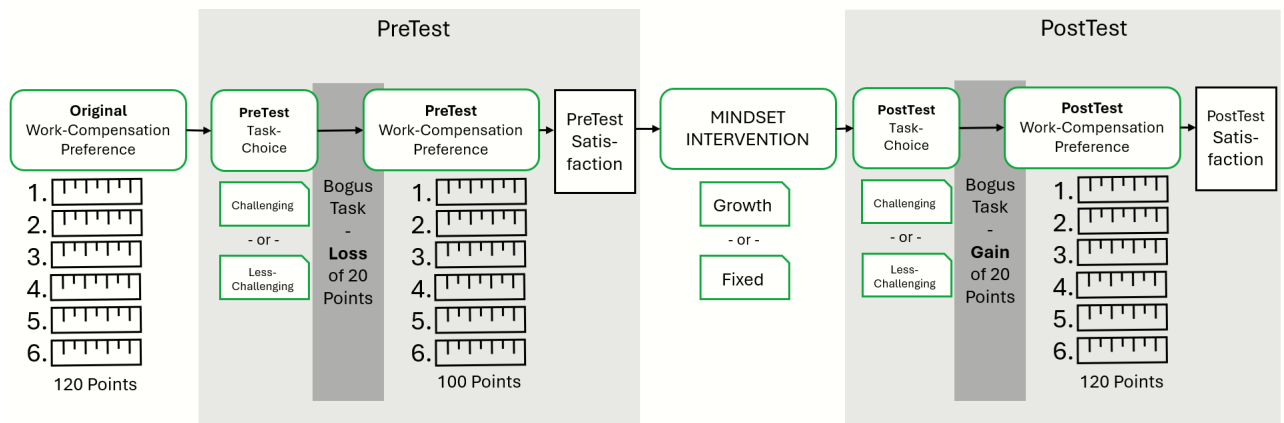 PreTest
PostTest
Original
Work-Compensation
Preference
1.
2.
3.
4.
5.
6.
120 Points
PreTest
Task-
Choice
Challenging
- or -
Less-
Challenging
Bogus
Task
-
Loss
of 20
Points
PreTest
Work-Compensation
Preference
1.
2.
3.
4.
5.
6.
100 Points
PreTest
Satis-
faction
MINDSET
INTERVENTION
Growth
- or -
Fixed
PostTest
Task-
Choice
Challenging
- or -
Less-
Challenging
Bogus
Task
-
Gain
of 20
Points
PostTest
Work-Compensation
Preference
1.
2.
3.
4.
5.
6.
120 Points
PostTest
Satis-
faction